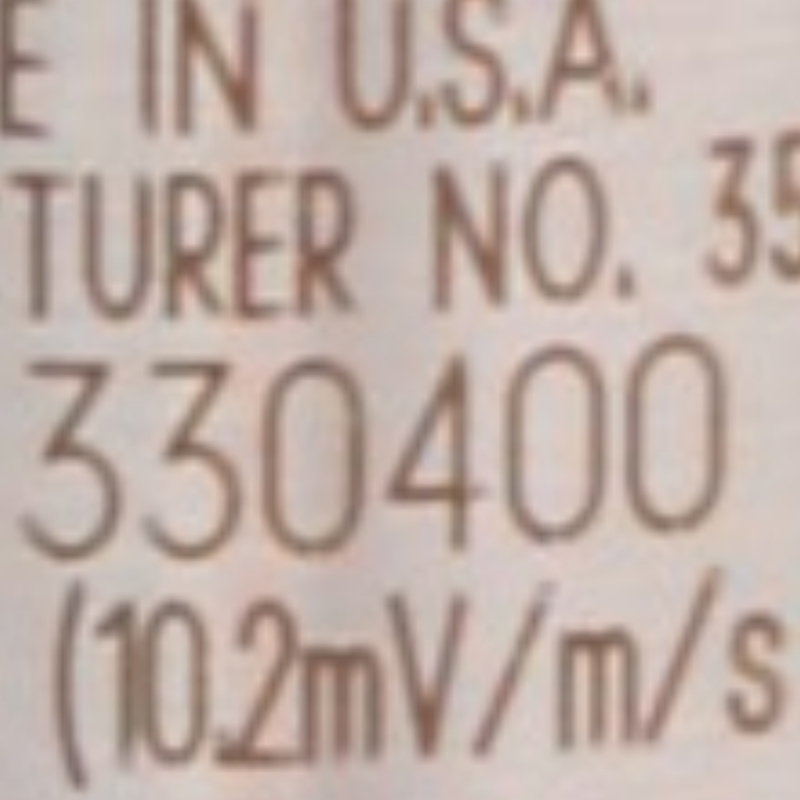 E IN U.S.A.
TURER NO. 35
330400
(10.2mV/m/s